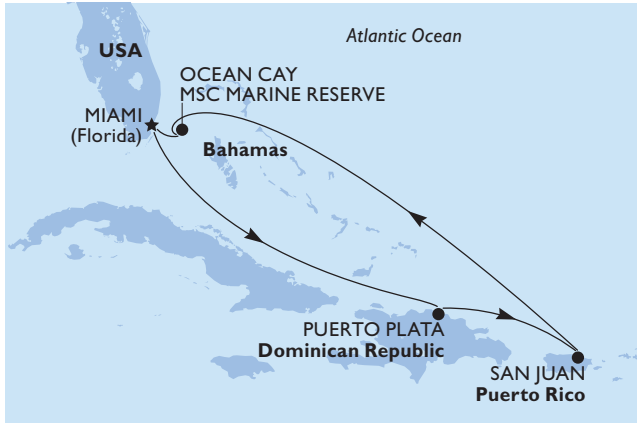 Atlantic Ocean
USA
OCEAN CAY
MSC MARINE RESERVE
MIAMI
(Florida)
Bahamas
PUERTO PLATA
Dominican Republic
SAN JUAN
Puerto Rico